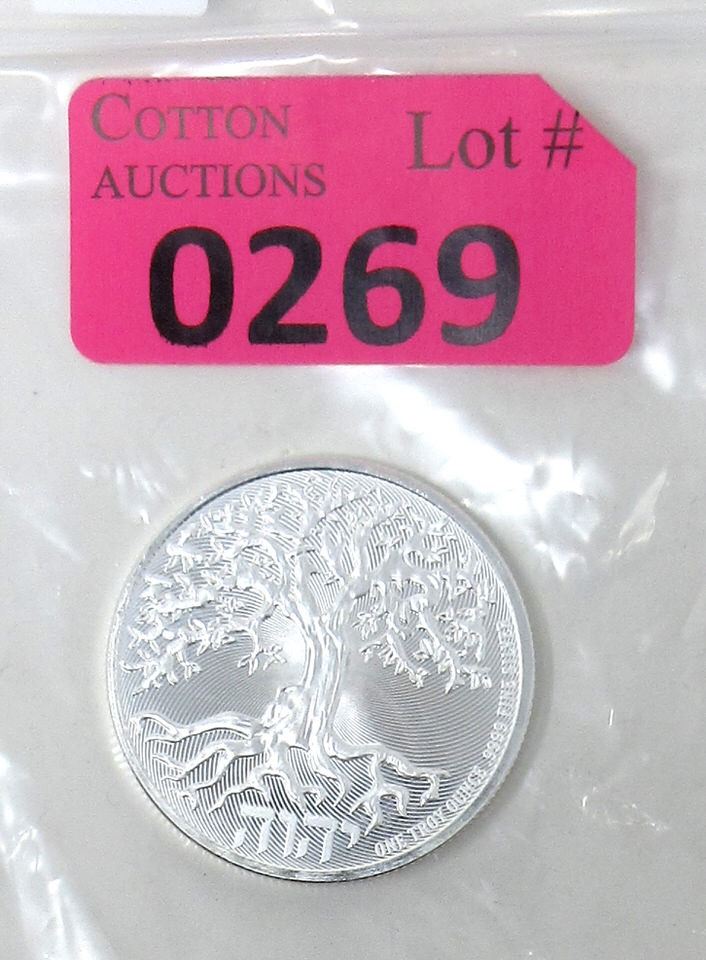 COTTON
AUCTIONS
Lot #
0269
יהוה
ONE TROY OUNCE .9999 FINE SILVER